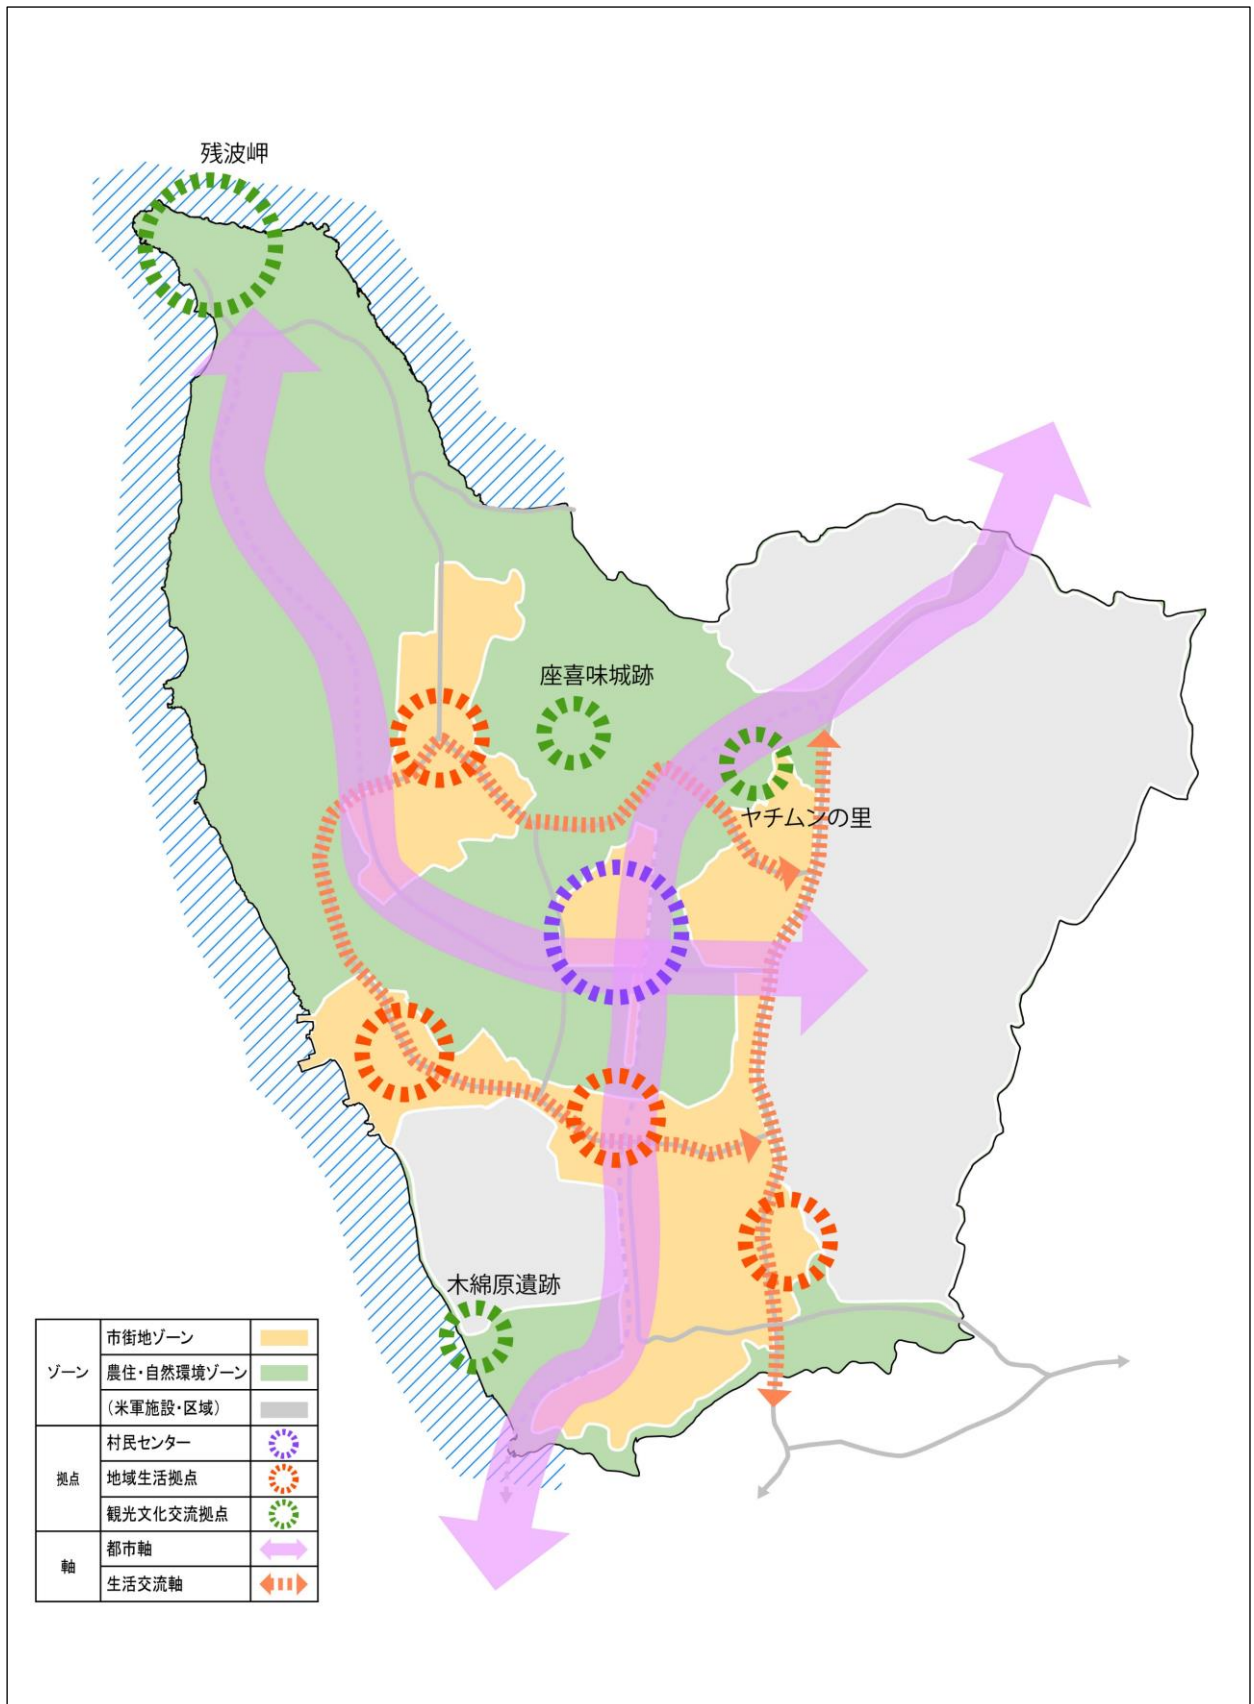 残波岬
座喜味城跡
ヤチムンの里
木綿原遺跡
ゾーン
市街地ゾーン
農住・自然環境ゾーン
(米軍施設・区域)
拠点
村民センター
地域生活拠点
観光文化交流拠点
軸
都市軸
生活交流軸